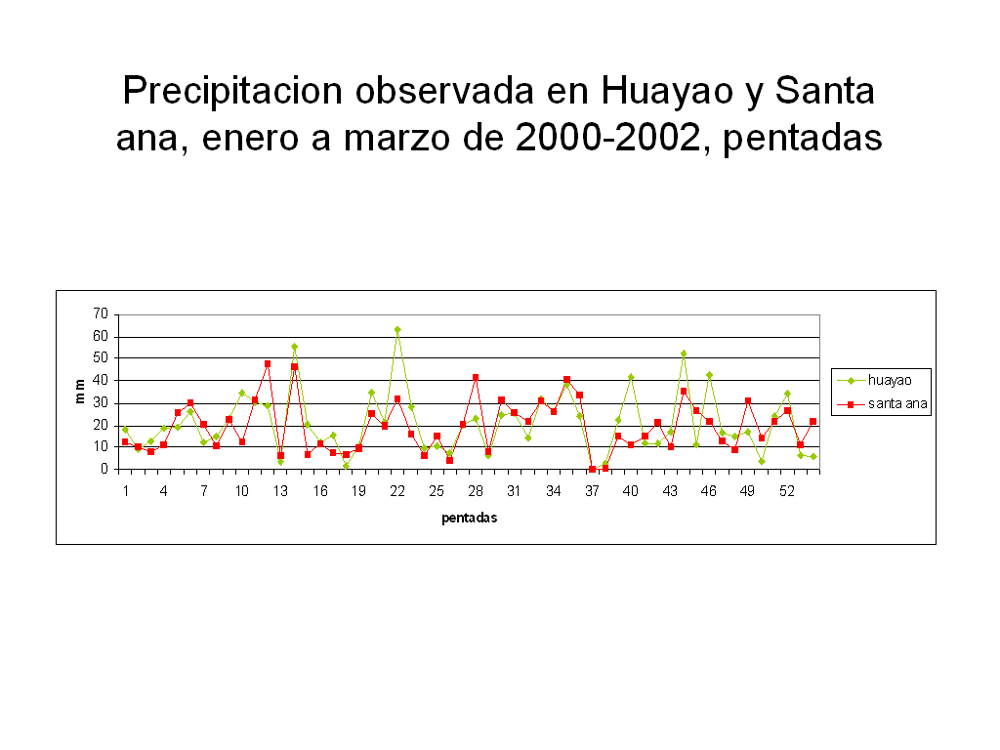 Precipitacion observada en Huayao y Santa
ana, enero a marzo de 2000-2002, pentadas
70
60
50
40
30
20
10
0
mm
1 4 7 10 13 16 19 22 25 28 31 34 37 40 43 46 49 52
pentadas
huayao
santa ana